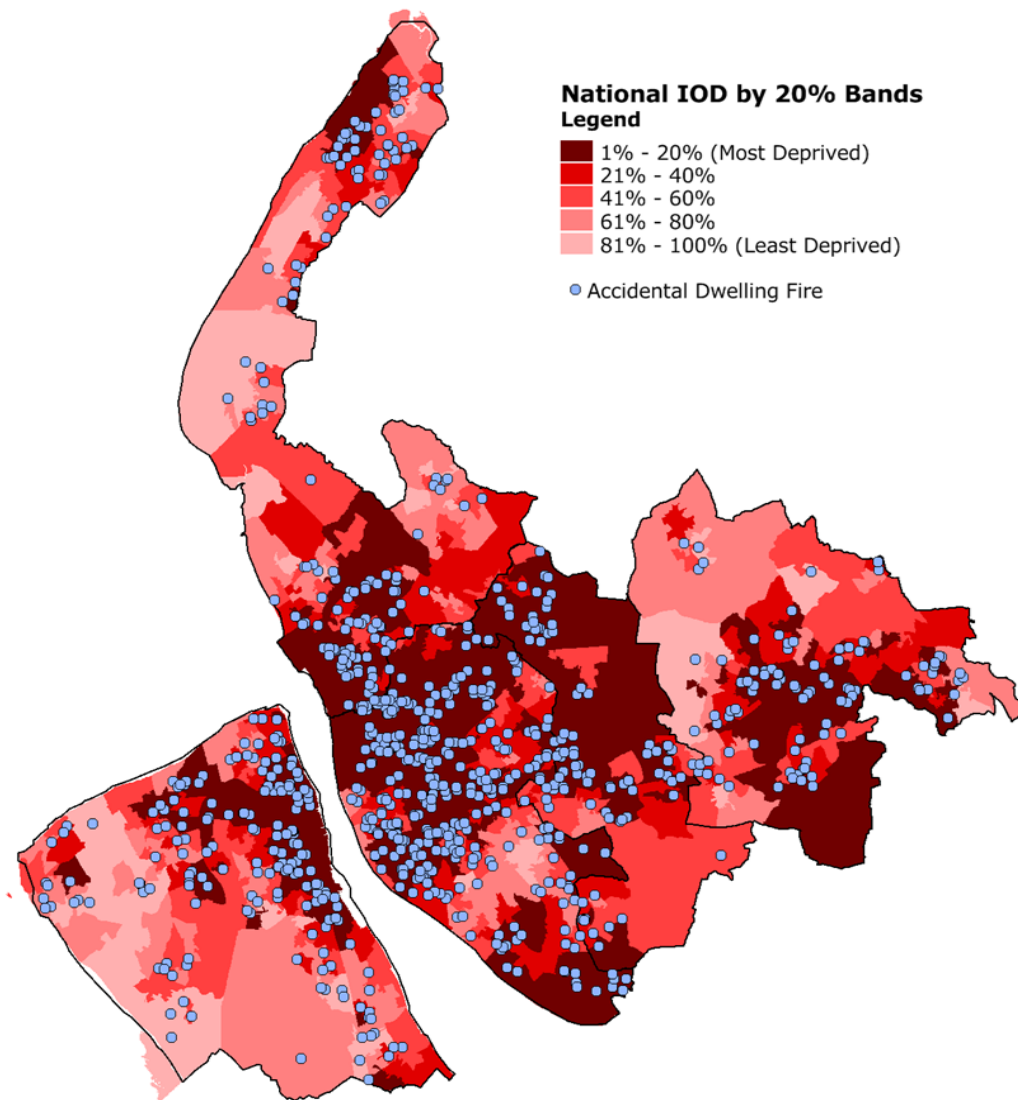 National IOD by 20% Bands
Legend
1% - 20% (Most Deprived)
21% - 40%
41% - 60%
61% - 80%
81% - 100% (Least Deprived)
Accidental Dwelling Fire